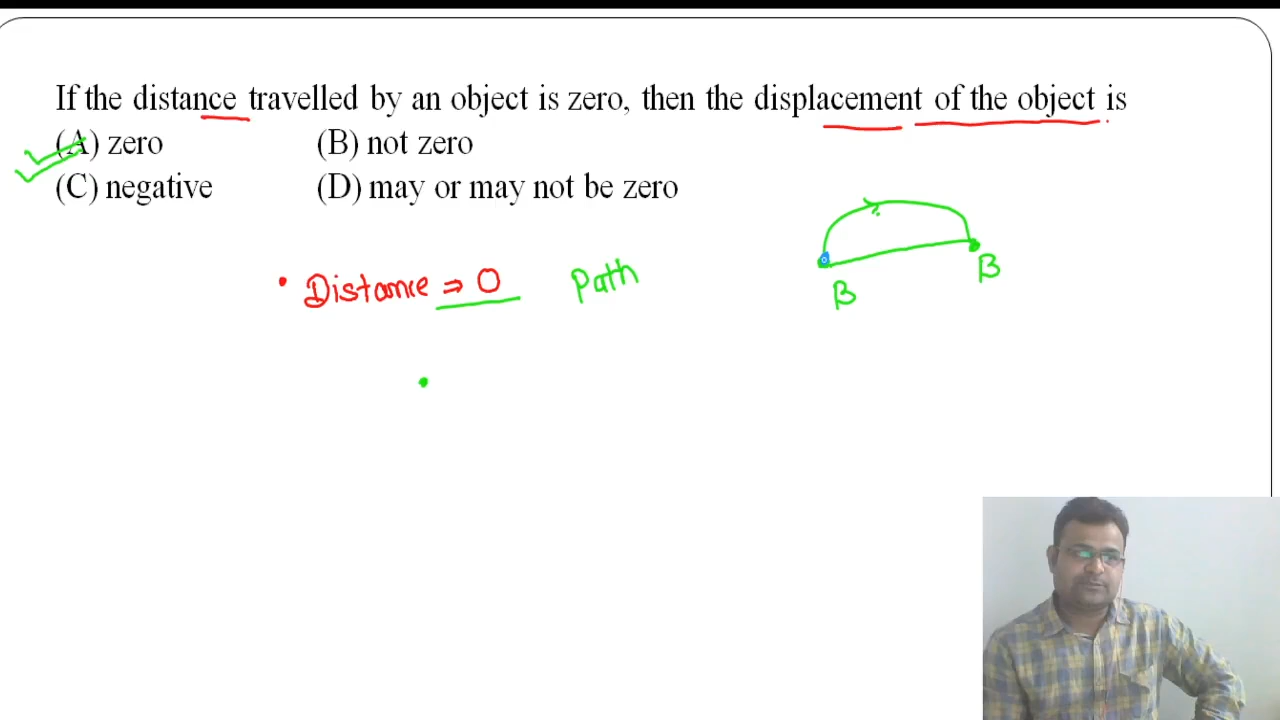 If the distance travelled by an object is zero, then the displacement of the object is
(A) zero (B) not zero
(C) negative (D) may or may not be zero
• Distance ⇒ 0 Path
B B